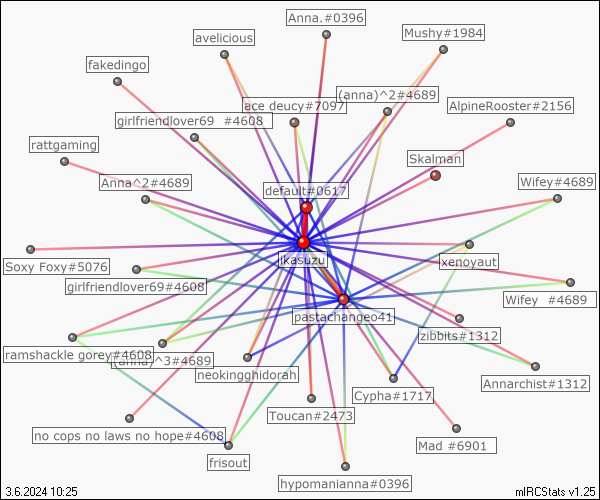 Anna.#0396
Mushy#1984
avelicious
fakedingo
(anna)^2#4689
ace deucy#7097
AlpineRooster#2156
girlfriendlover69 #4608
rattgaming
Skalman
Anna^2#4689
default#0617
Wifey#4689
ikasuzu
xenoyaut
Soxy Foxy#5076
girlfriendlover69#4608
Wifey #4689
pastachangeo41
zibbits#1312
ramshackle gorey#4608
(anna)^3#4689
neokingghidorah
Annarchist#1312
Cypha#1717
Toucan#2473
no cops no laws no hope#4608
Mad #6901
frisout
hypomanianna#0396
3.6.2024 10:25
mIRCStats v1.25